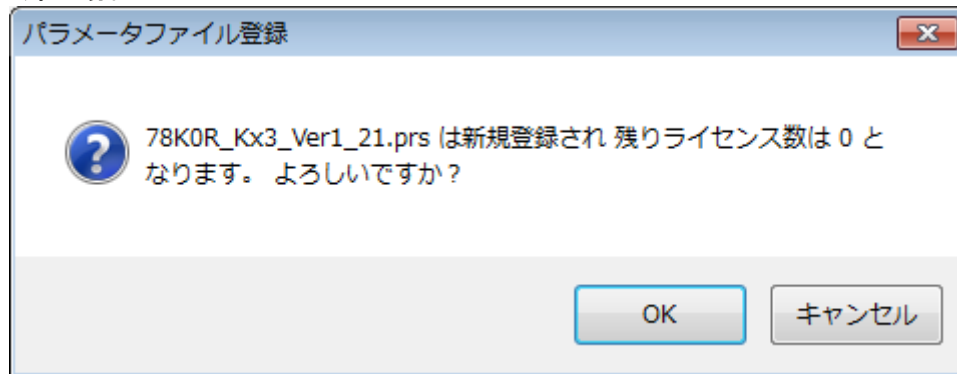 パラメータファイル登録
78K0R_Kx3_Ver1_21.prs は新規登録され 残りライセンス数は 0 と
なります。 よろしいですか？
OK
キャンセル